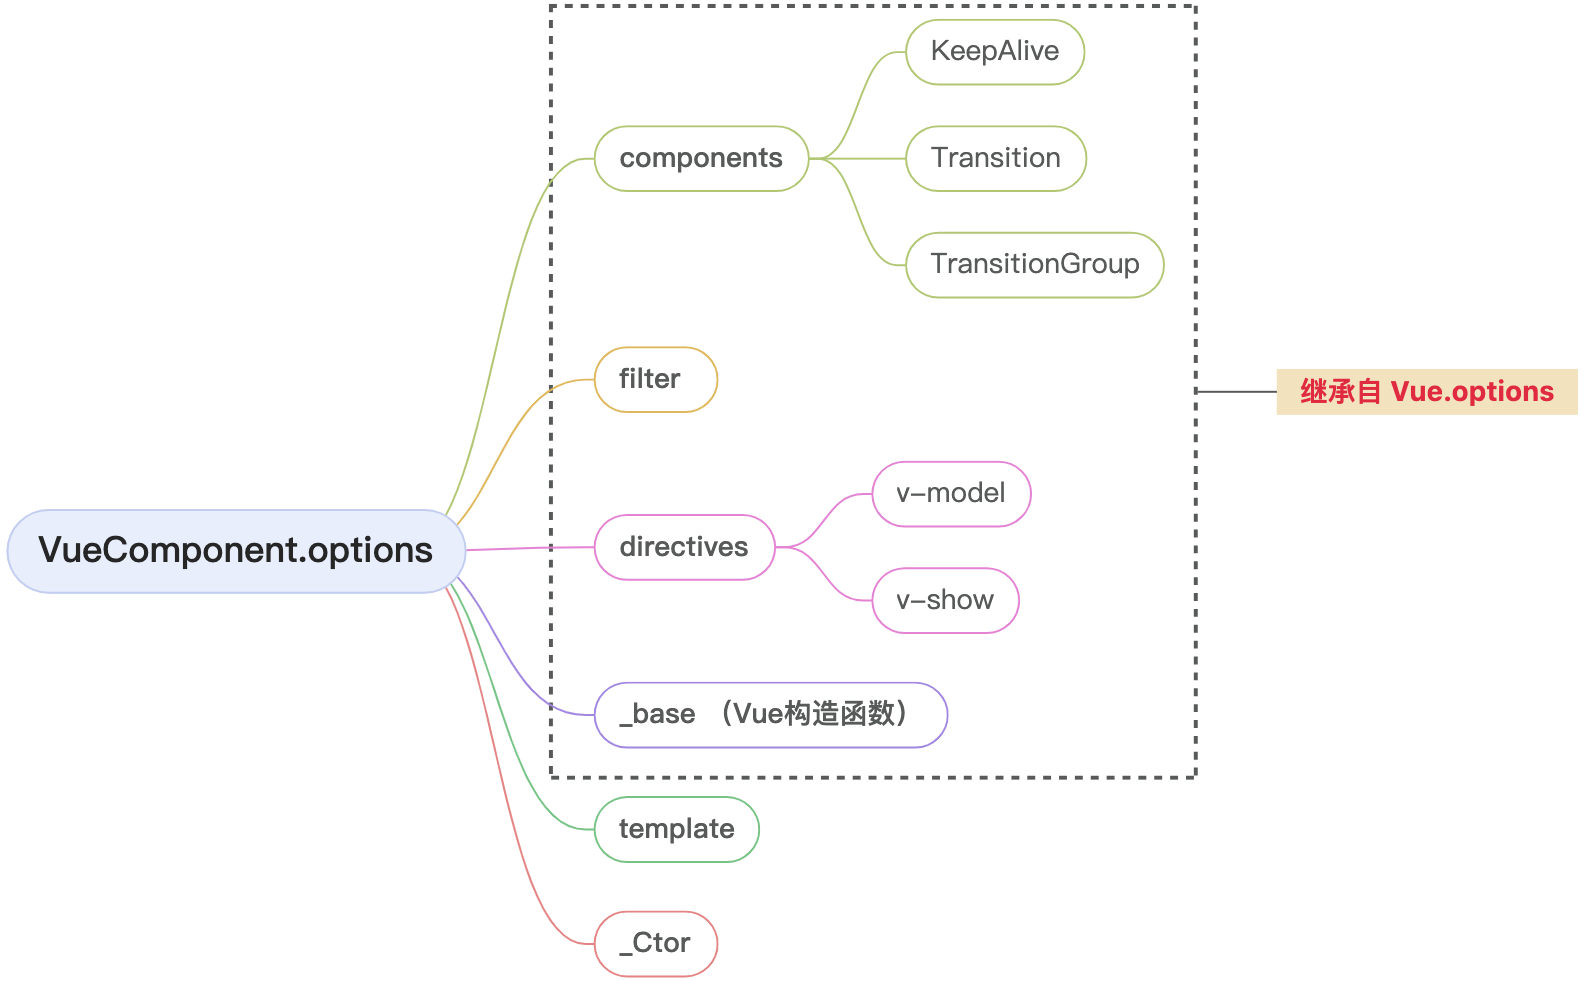 KeepAlive
components
Transition
TransitionGroup
filter
继承自 Vue.options
v-model
VueComponent.options
directives
v-show
_base （Vue构造函数）
template
_Ctor